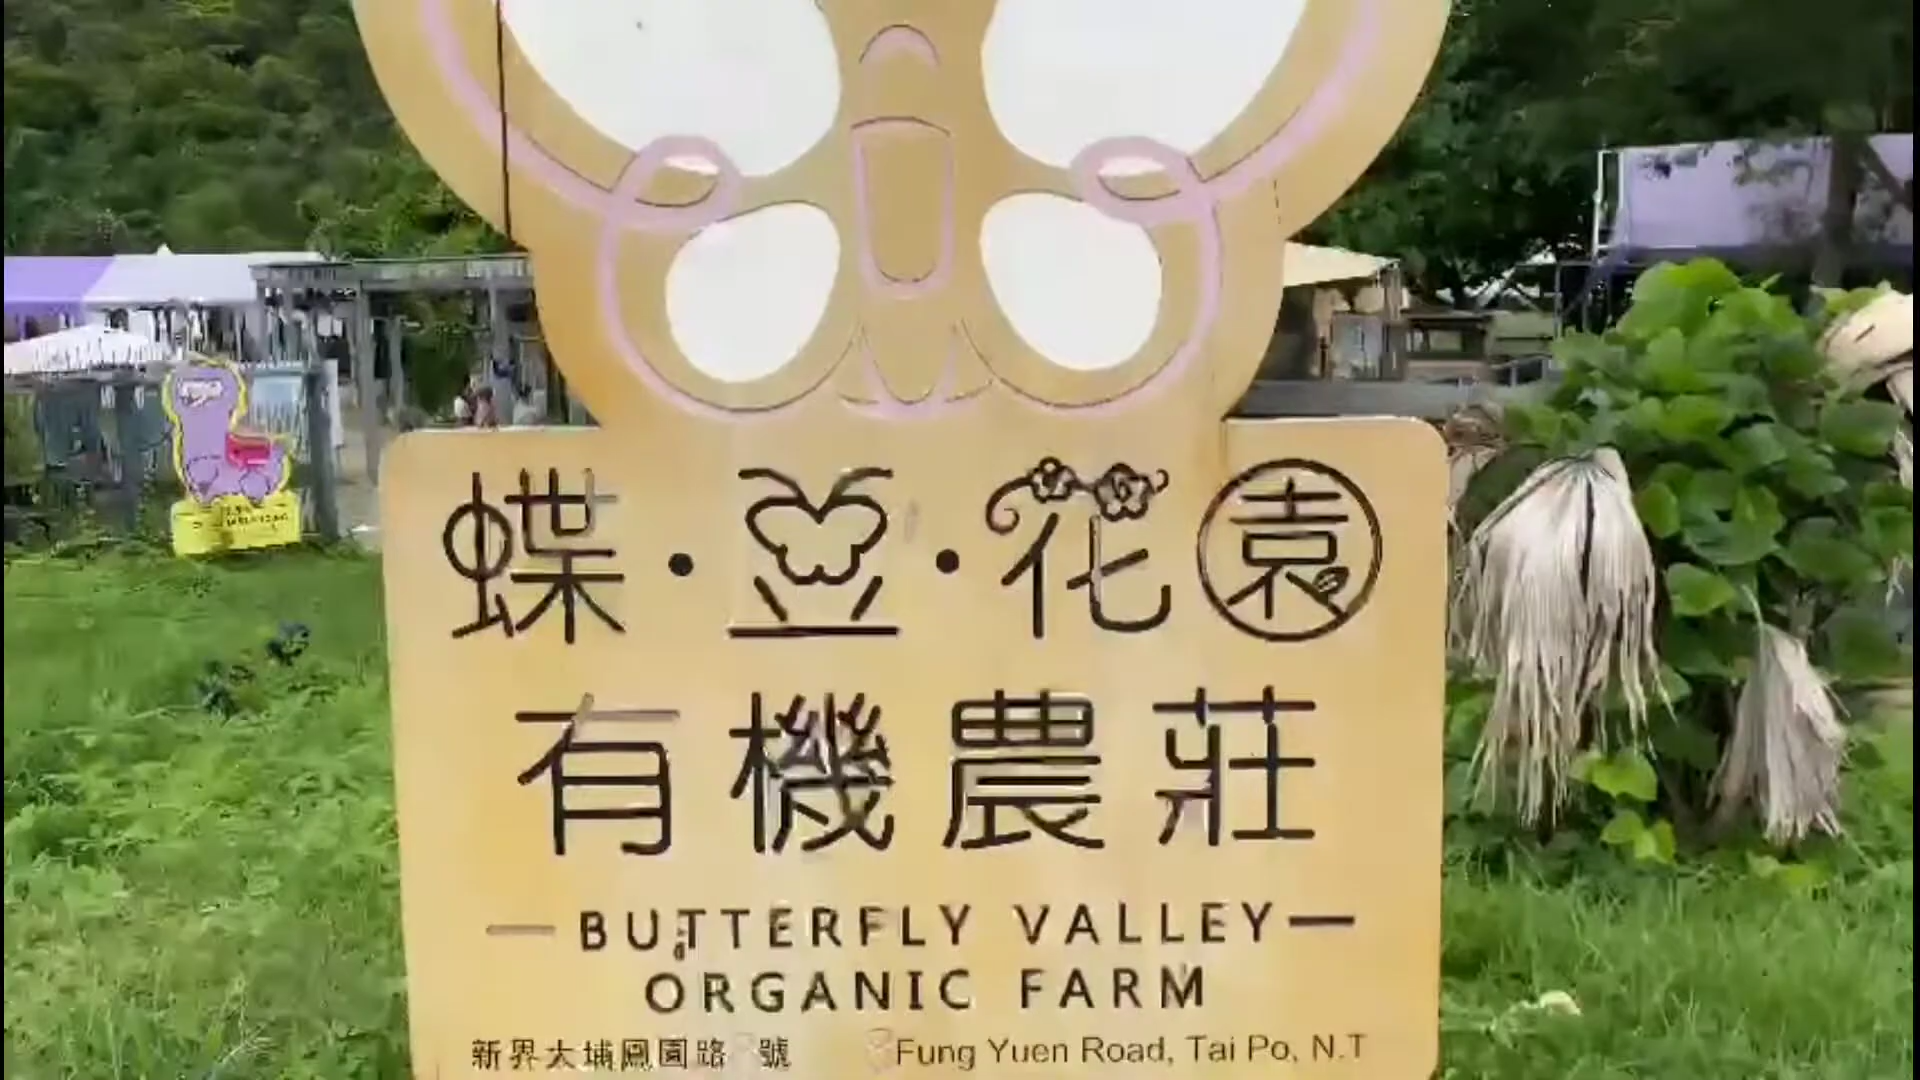 蝶·豆·花園
有機農莊
BUTTERFLY VALLEY
ORGANIC FARM
新界大埔鳳園路 號 Fung Yuen Road, Tai Po, N.T